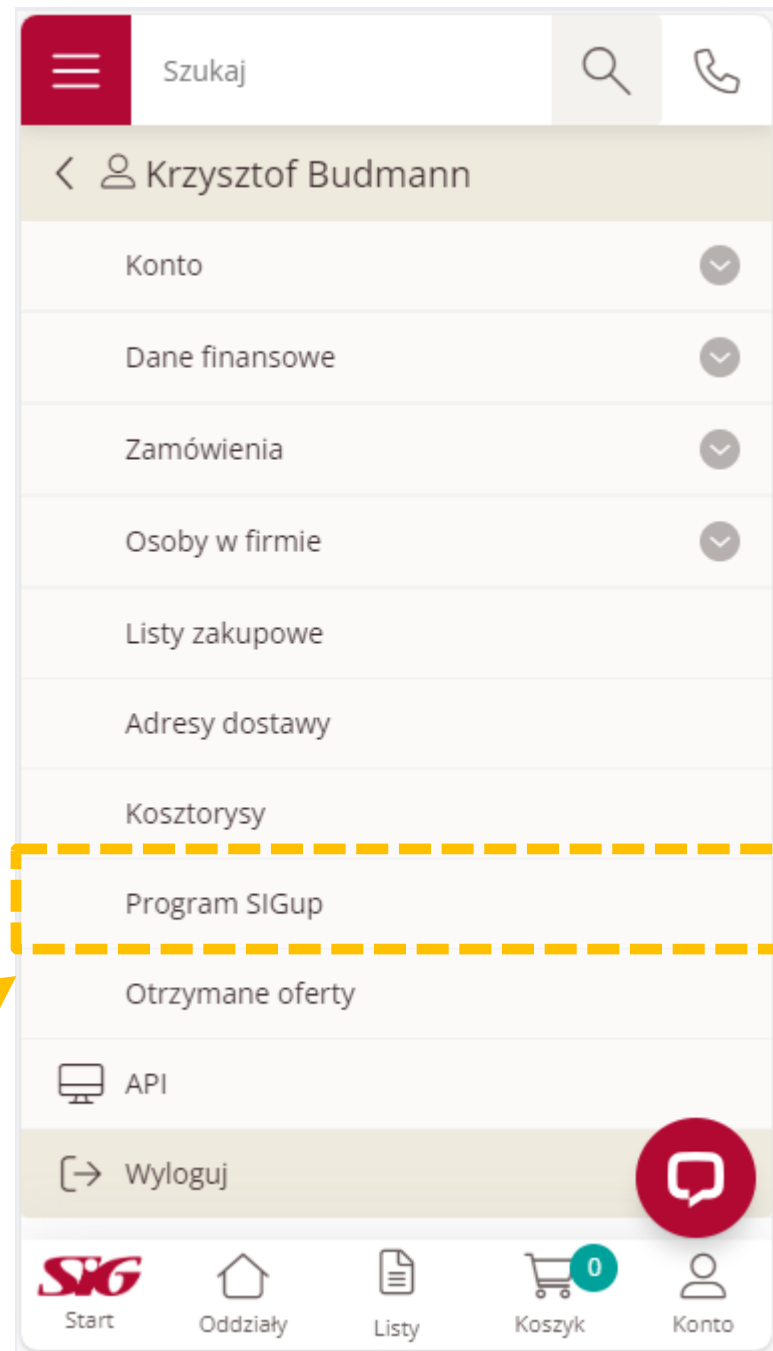 Szukaj
Krzysztof Budmann
Konto
Dane finansowe
Zamówienia
Osoby w firmie
Listy zakupowe
Adresy dostawy
Kosztorysy
Program SIGup
Otrzymane oferty
API
Wyloguj
SIG
0
Start Oddziały Listy Koszyk Konto